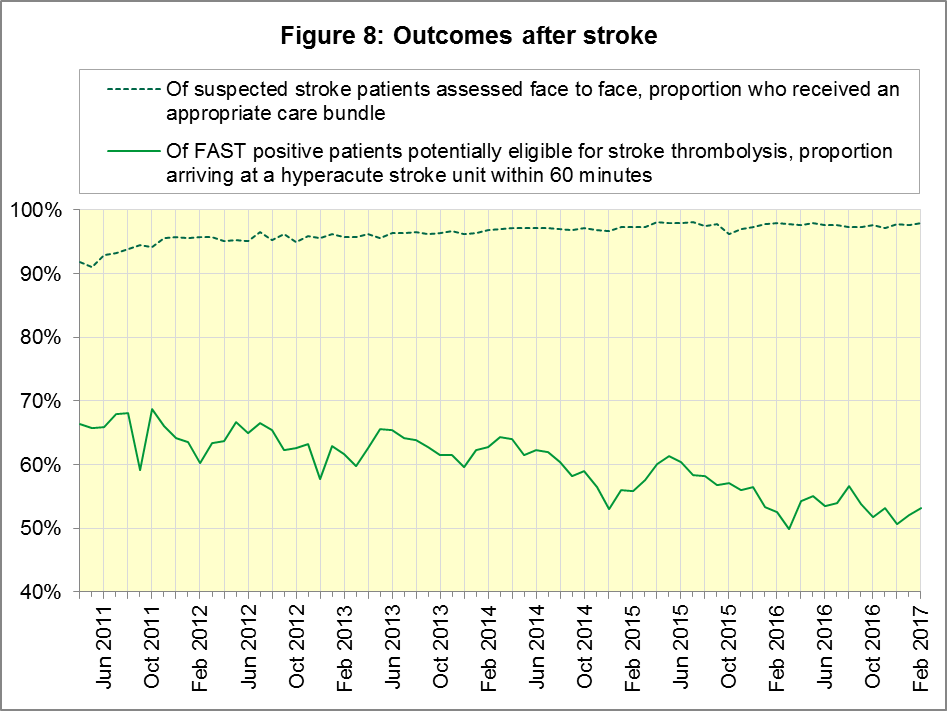 Figure 8: Outcomes after stroke
Of suspected stroke patients assessed face to face, proportion who received an
appropriate care bundle
Of FAST positive patients potentially eligible for stroke thrombolysis, proportion
arriving at a hyperacute stroke unit within 60 minutes
100%
90%
80%
70%
60%
50%
40%
Jun 2011
Oct 2011
Feb 2012
Jun 2012
Oct 2012
Feb 2013
Jun 2013
Oct 2013
Feb 2014
Jun 2014
Oct 2014
Feb 2015
Jun 2015
Oct 2015
Feb 2016
Jun 2016
Oct 2016
Feb 2017